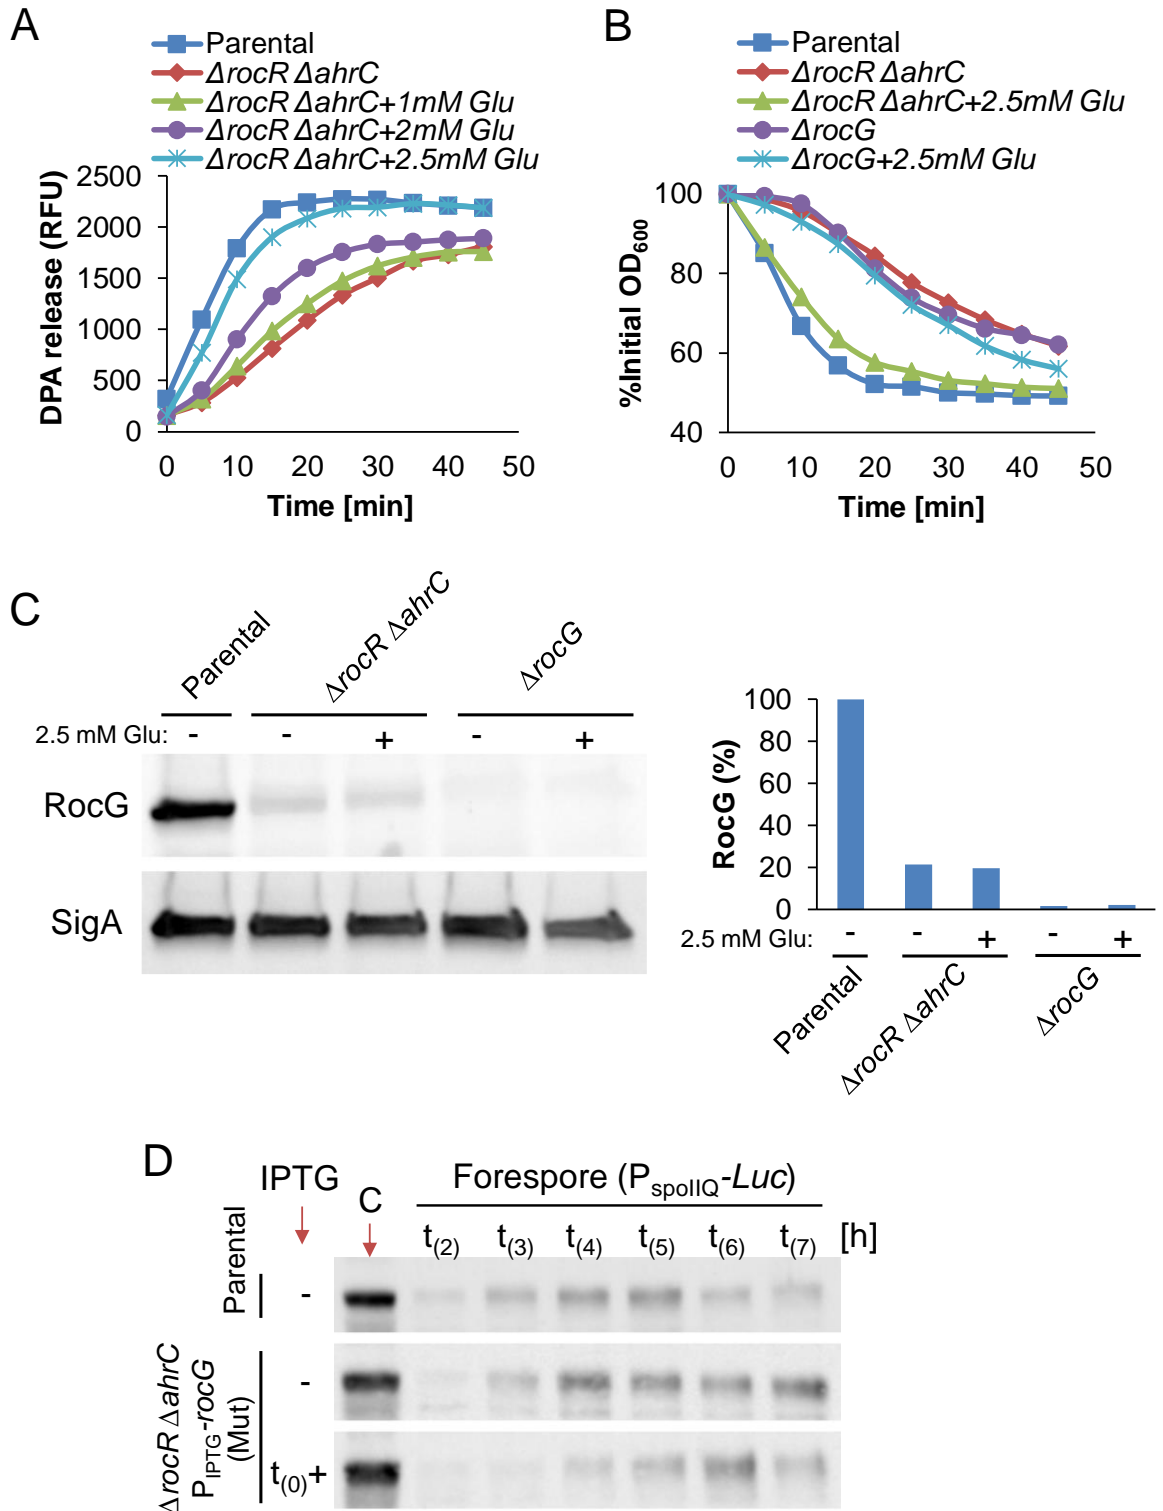 A
Parental
ΔrocR ΔahrC
ΔrocR ΔahrC+1mM Glu
ΔrocR ΔahrC+2mM Glu
ΔrocR ΔahrC+2.5mM Glu
2500
2000
1500
1000
500
0
DPA release (RFU)
0 10 20 30 40 50
Time [min]
B
Parental
ΔrocR ΔahrC
ΔrocR ΔahrC+2.5mM Glu
ΔrocG
ΔrocG+2.5mM Glu
100
80
60
40
%Initial OD600
0 10 20 30 40 50
Time [min]
C
Parental
ΔrocR ΔahrC
ΔrocG
2.5 mM Glu: - - + - +
RocG
SigA
100
80
60
40
20
0
RocG (%)
2.5 mM Glu: - - + - +
Parental
ΔrocR ΔahrC
ΔrocG
D
IPTG
C
Forespore (PspoIIQ-Luc)
t(2) t(3) t(4) t(5) t(6) t(7) [h]
Parental
-
ΔrocR ΔahrC
PIPTG-rocG
(Mut)
-
t(0)+